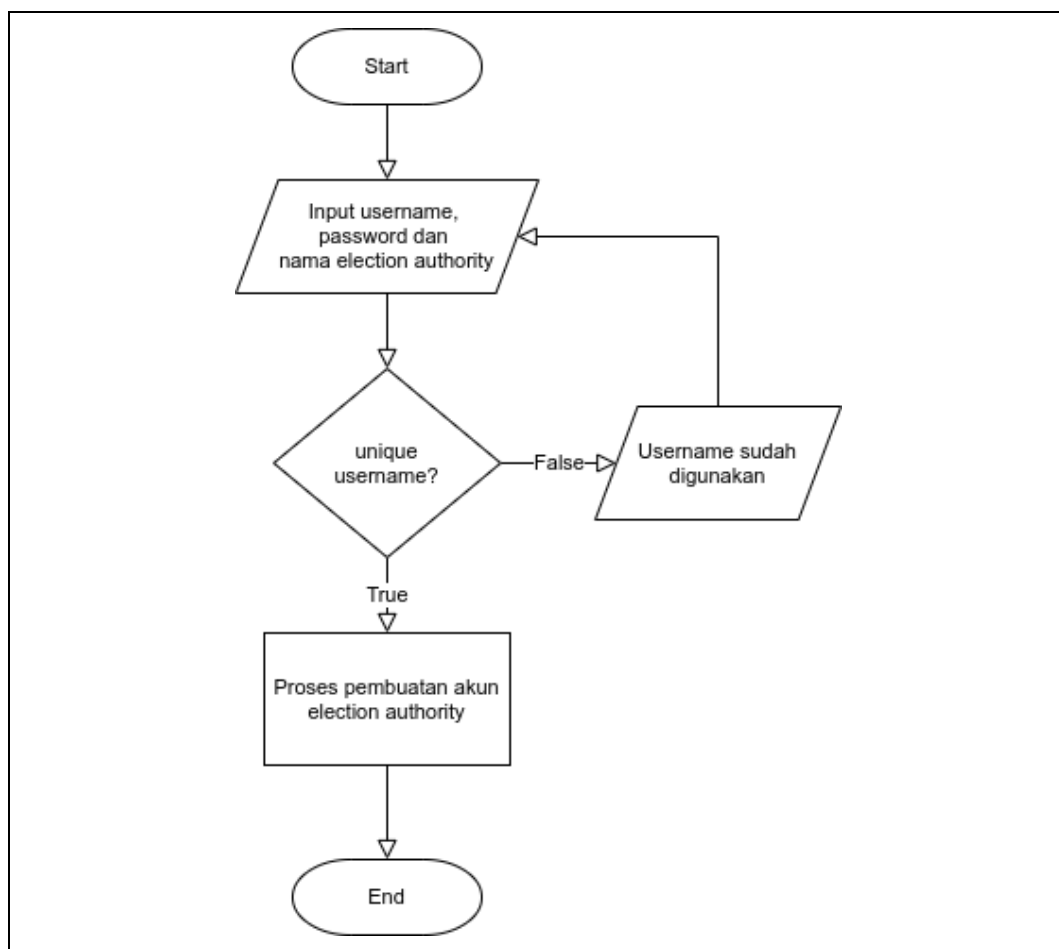 Start
Input username,
password dan
nama election authority
unique
username?
False
Username sudah
digunakan
True
Proses pembuatan akun
election authority
End